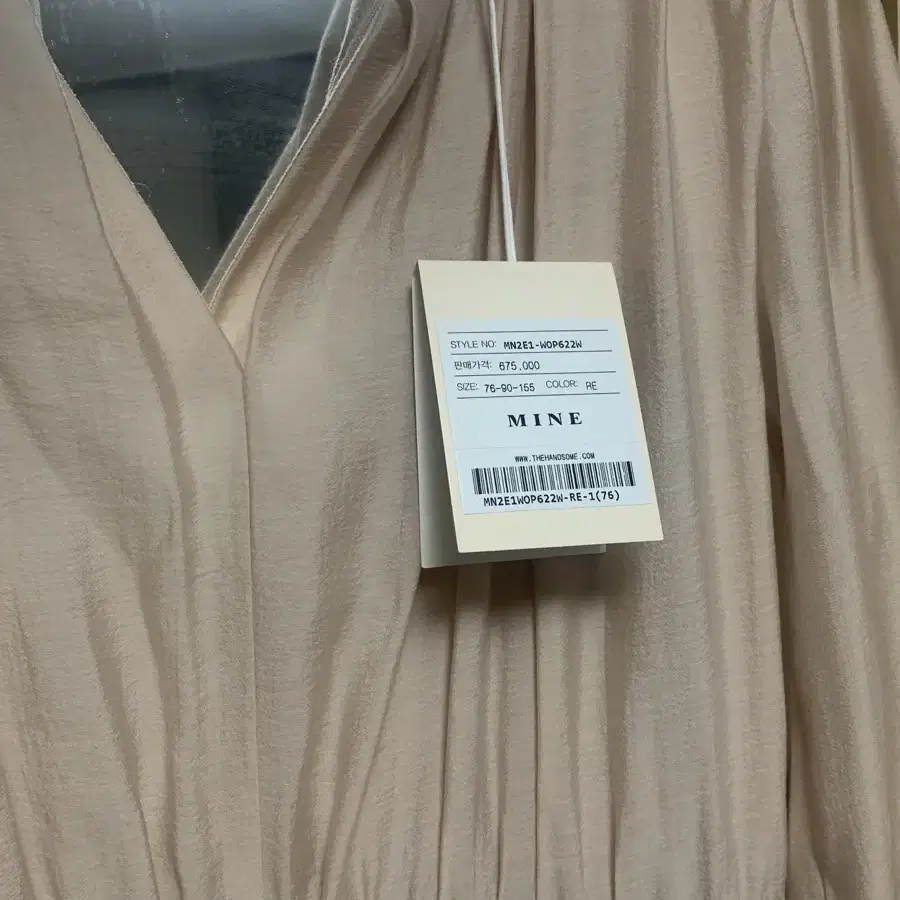 STYLE NO: MN2E1-WOP622W
판매가격: 675,000
SIZE: 76-90-155 COLOR: RE
MINE
WWW.THEHANDSOME.COM
MN2E1WOP622W-RE-1(76)